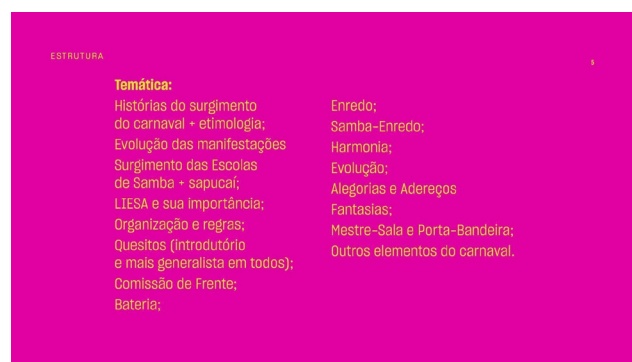 ESTRUTURA
5
Temática:
Histórias do surgimento
do carnaval + etimologia;
Evolução das manifestações
Surgimento das Escolas
de Samba + sapucaí;
LIESA e sua importância;
Organização e regras;
Quesitos (introdutório
e mais generalista em todos);
Comissão de Frente;
Bateria;
Enredo;
Samba-Enredo;
Harmonia;
Evolução;
Alegorias e Adereços
Fantasias;
Mestre-Sala e Porta-Bandeira;
Outros elementos do carnaval.